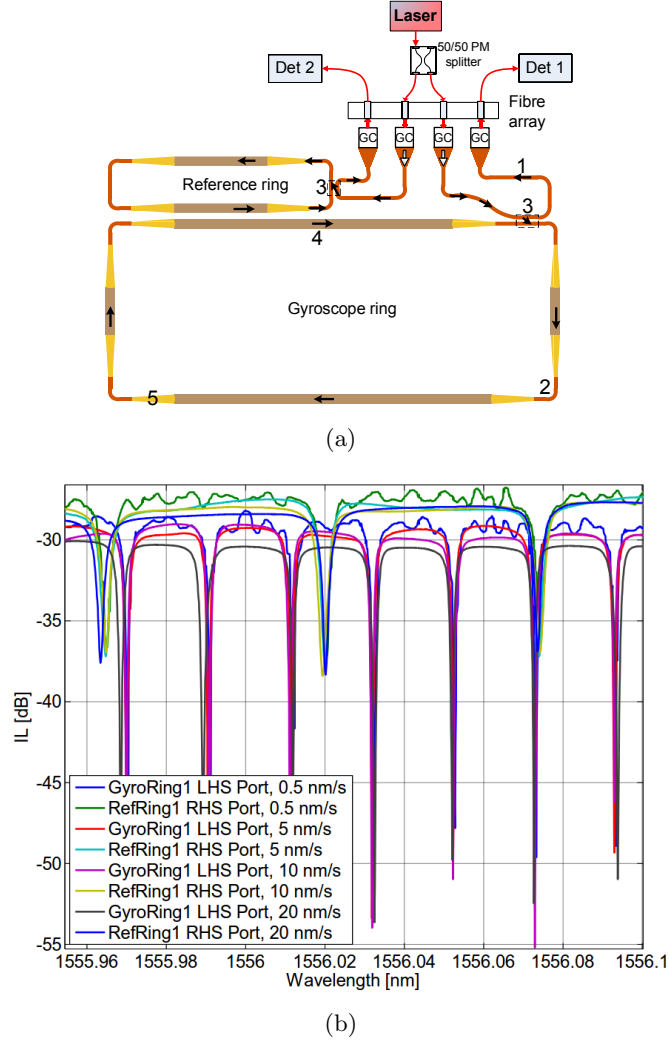 Laser
50/50 PM
splitter
Det 2
Det 1
Fibre
array
GC GC GC GC
1
Reference ring
3
3
4
Gyroscope ring
5
2
(a)
-30
-35
-40
-45
-50
-55
IL [dB]
GyroRing1 LHS Port, 0.5 nm/s
RefRing1 RHS Port, 0.5 nm/s
GyroRing1 LHS Port, 5 nm/s
RefRing1 RHS Port, 5 nm/s
GyroRing1 LHS Port, 10 nm/s
RefRing1 RHS Port, 10 nm/s
GyroRing1 LHS Port, 20 nm/s
RefRing1 RHS Port, 20 nm/s
1555.96 1555.98 1556 1556.02 1556.04 1556.06 1556.08 1556.1
Wavelength [nm]
(b)